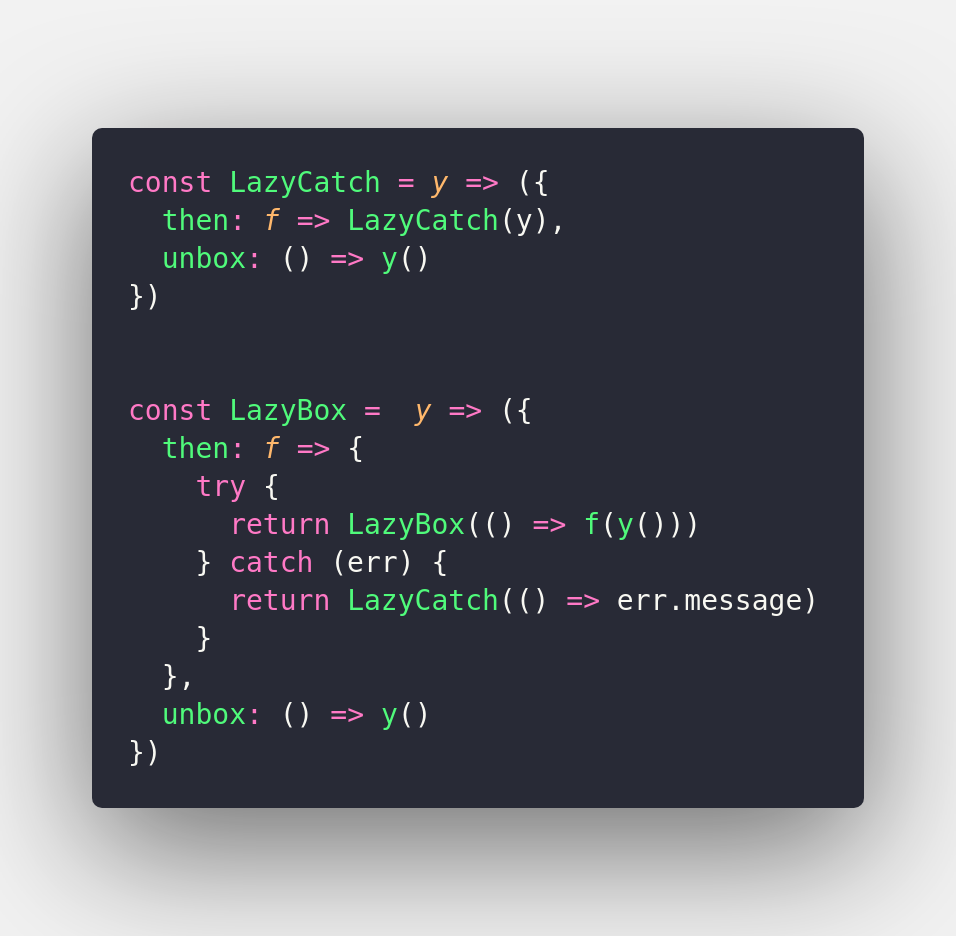 const LazyCatch = y => ({
  then: f => LazyCatch(y),
  unbox: () => y()
})

const LazyBox =  y => ({
  then: f => {
    try {
      return LazyBox(() => f(y()))
    } catch (err) {
      return LazyCatch(() => err.message)
    }
  },
  unbox: () => y()
})